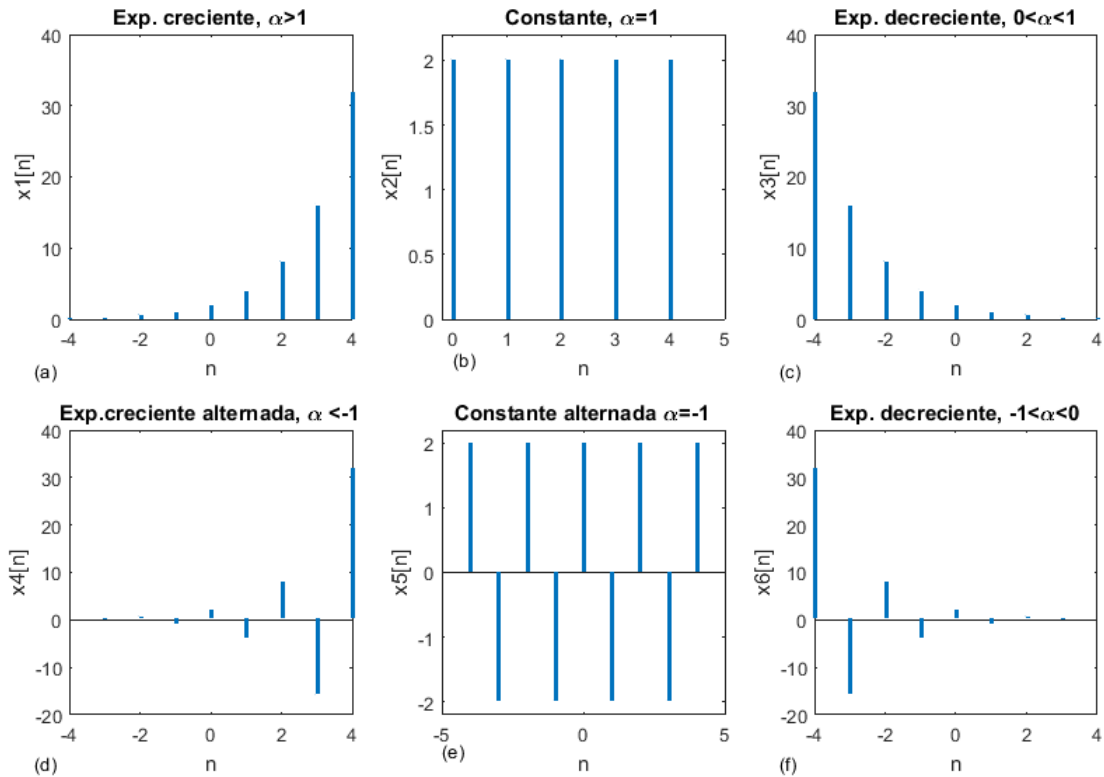 Exp. creciente, α>1
40
30
20
10
0
-4
-2
0
2
4
x1[n]
n
(a)
Constante, α=1
2
1.5
1
0.5
0
0
1
2
3
4
5
x2[n]
n
(b)
Exp. decreciente, 0<α<1
40
30
20
10
0
-4
-2
0
2
4
x3[n]
n
(c)
Exp.creciente alternada, α <-1
40
30
20
10
0
-10
-20
-4
-2
0
2
4
x4[n]
n
(d)
Constante alternada α=-1
2
1
0
-1
-2
-5
0
5
x5[n]
n
(e)
Exp. decreciente, -1<α<0
40
30
20
10
0
-10
-20
-4
-2
0
2
4
x6[n]
n
(f)